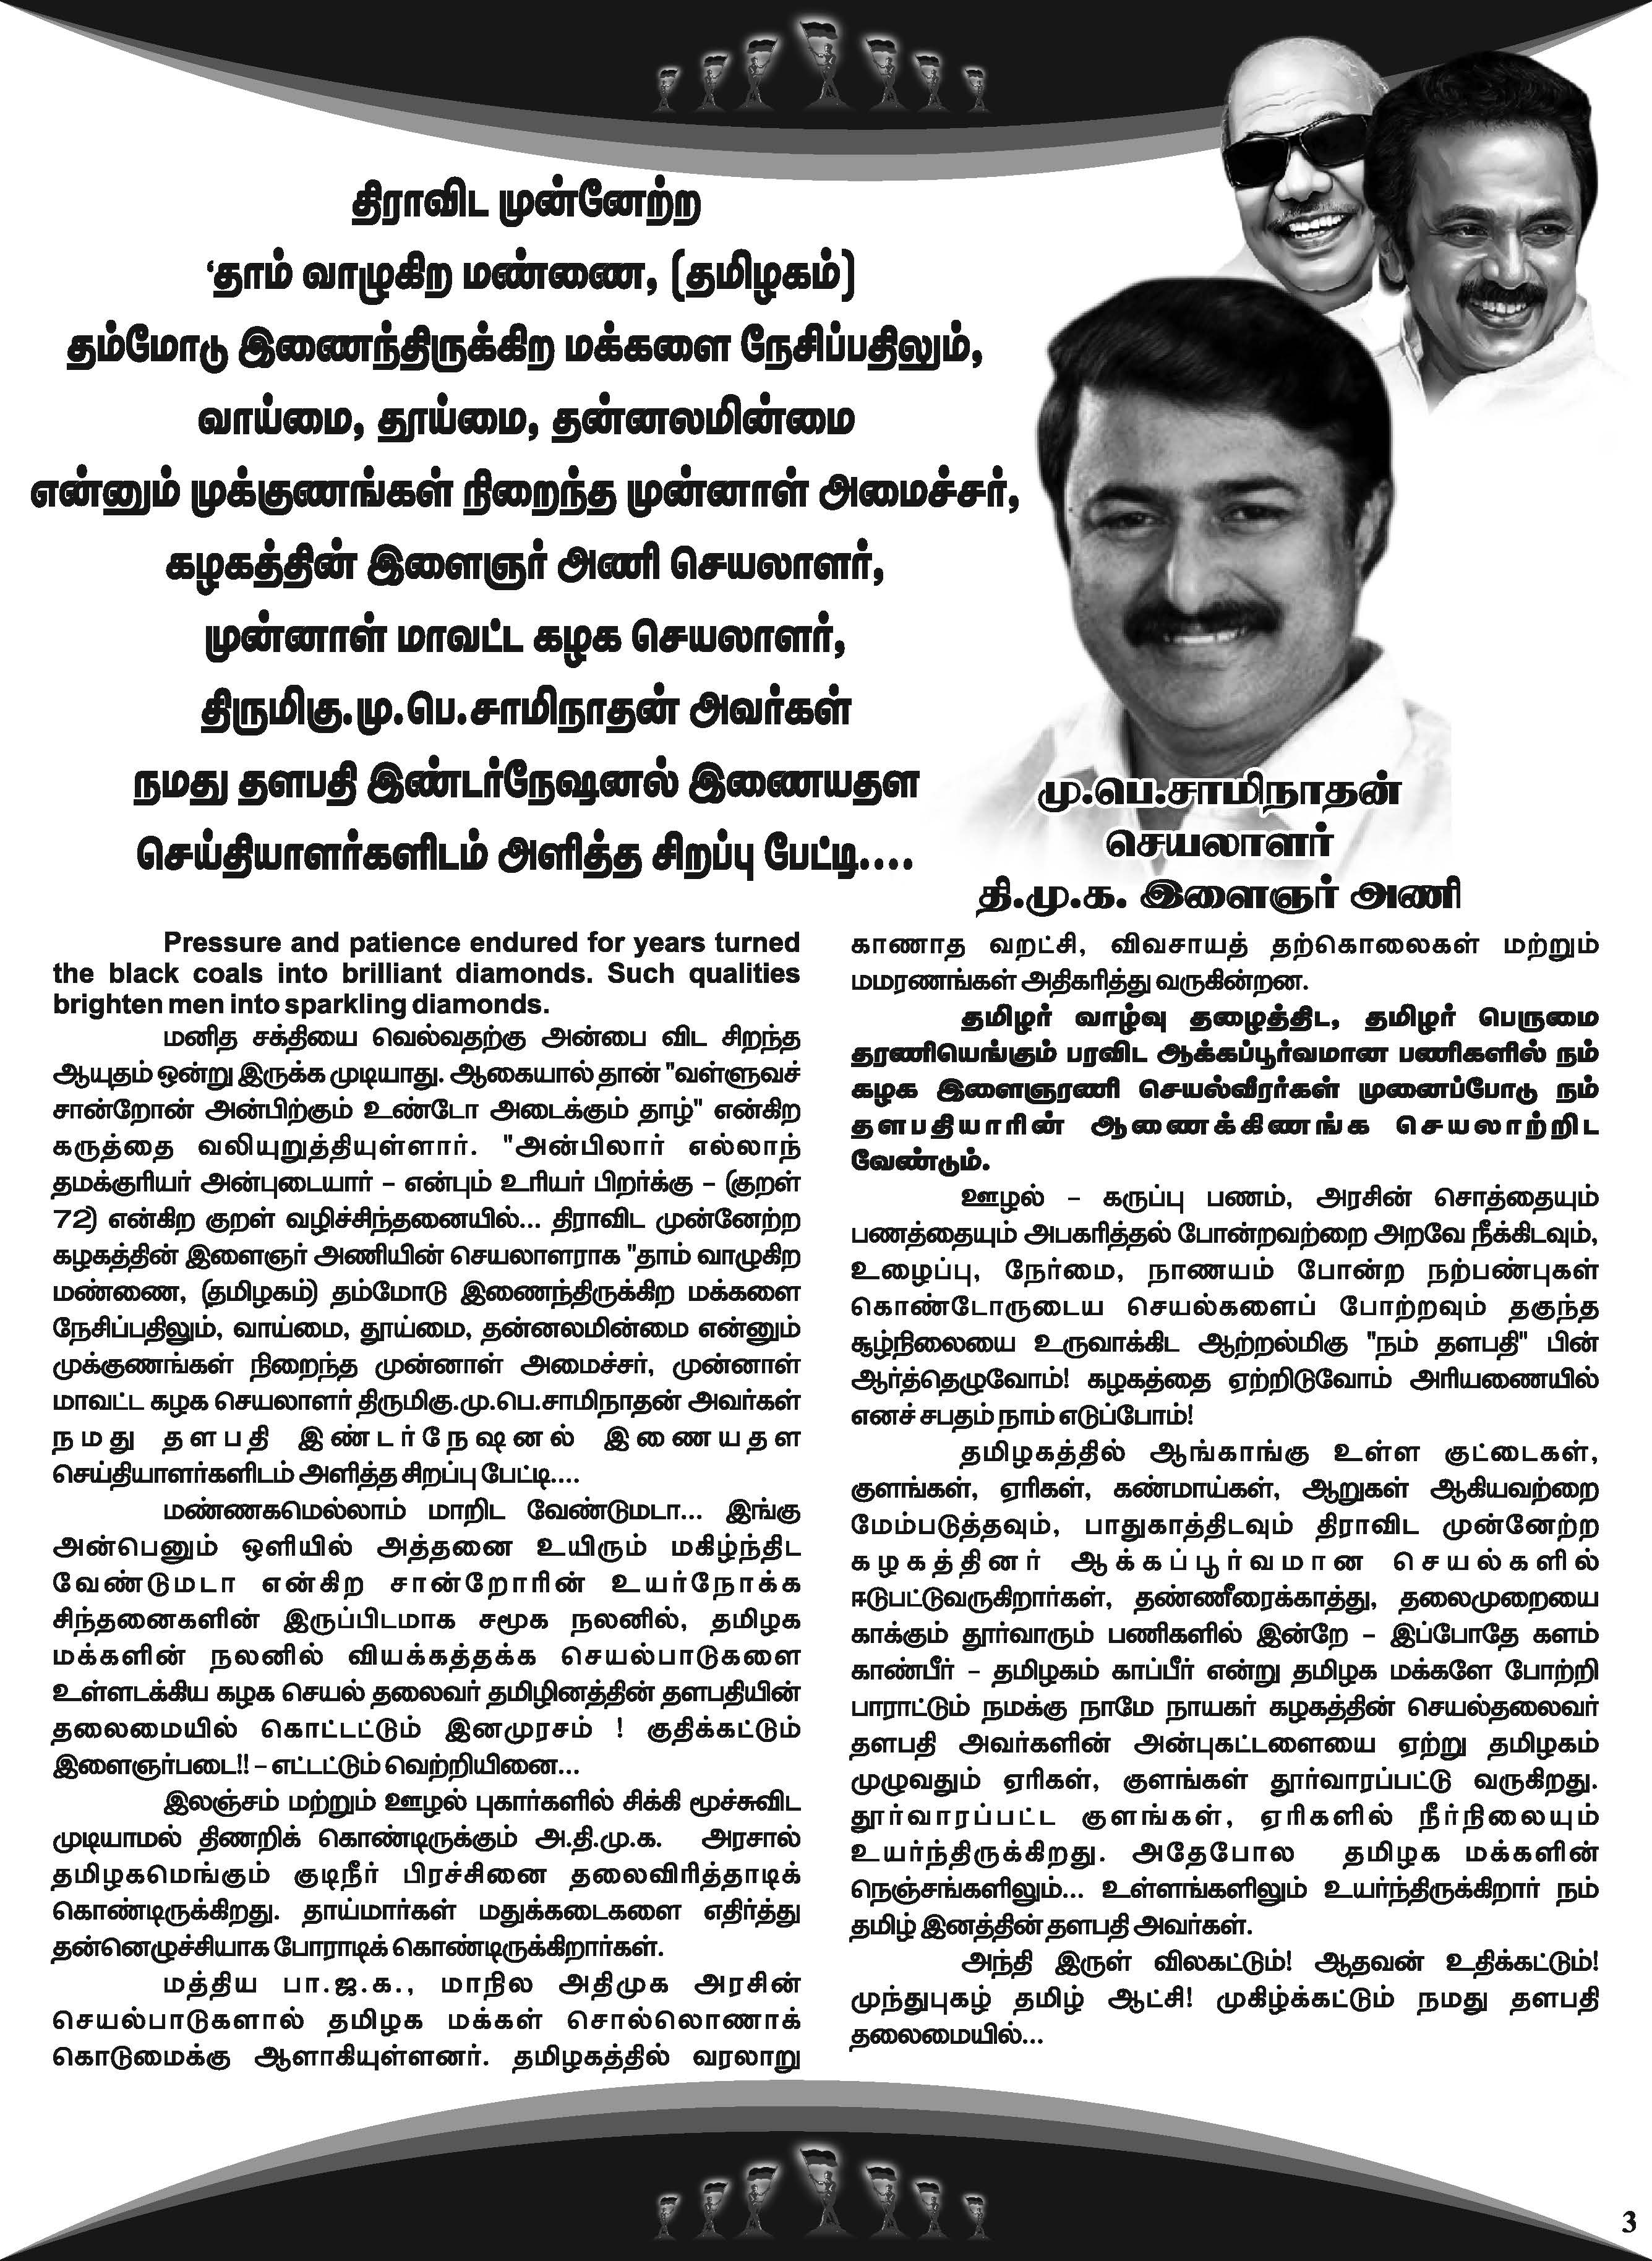 திராவிட முன்னேற்ற
‘தாம் வாழுகிற மண்ணை, (தமிழகம்)
தம்மோடு இணைந்திருக்கிற மக்களை நேசிப்பதிலும்,
வாய்மை, தூய்மை, தன்னலமின்மை
என்னும் முக்குணங்கள் நிறைந்த முன்னாள் அமைச்சர்,
கழகத்தின் இளைஞர் அணி செயலாளர்,
முன்னாள் மாவட்ட கழக செயலாளர்,
திருமிகு.மு.பெ.சாமிநாதன் அவர்கள்
நமது தளபதி இண்டர்நேஷனல் இணையதள
செய்தியாளர்களிடம் அளித்த சிறப்பு பேட்டி....
மு.பெ.சாமிநாதன்
செயலாளர்
தி.மு.க. இளைஞர் அணி
Pressure and patience endured for years turned
the black coals into brilliant diamonds. Such qualities
brighten men into sparkling diamonds.
மனித சக்தியை வெல்வதற்கு அன்பை விட சிறந்த
ஆயுதம் ஒன்று இருக்க முடியாது. ஆகையால் தான் "வள்ளுவச்
சான்றோன் அன்பிற்கும் உண்டோ அடைக்கும் தாழ்" என்கிற
கருத்தை வலியுறுத்தியுள்ளார். "அன்பிலார் எல்லாந்
தமக்குரியர் அன்புடையார் – என்பும் உரியர் பிறர்க்கு – (குறள்
72) என்கிற குறள் வழிச்சிந்தனையில்... திராவிட முன்னேற்ற
கழகத்தின் இளைஞர் அணியின் செயலாளராக "தாம் வாழுகிற
மண்ணை, (தமிழகம்) தம்மோடு இணைந்திருக்கிற மக்களை
நேசிப்பதிலும், வாய்மை, தூய்மை, தன்னலமின்மை என்னும்
முக்குணங்கள் நிறைந்த முன்னாள் அமைச்சர், முன்னாள்
மாவட்ட கழக செயலாளர் திருமிகு.மு.பெ.சாமிநாதன் அவர்கள்
நமது தளபதி இண்டர்நேஷனல் இணையதள
செய்தியாளர்களிடம் அளித்த சிறப்பு பேட்டி....
மண்ணகமெல்லாம் மாறிட வேண்டுமடா... இங்கு
அன்பெனும் ஒளியில் அத்தனை உயிரும் மகிழ்ந்திட
வேண்டுமடா என்கிற சான்றோரின் உயர்நோக்க
சிந்தனைகளின் இருப்பிடமாக சமூக நலனில், தமிழக
மக்களின் நலனில் வியக்கத்தக்க செயல்பாடுகளை
உள்ளடக்கிய கழக செயல் தலைவர் தமிழினத்தின் தளபதியின்
தலைமையில் கொட்டட்டும் இனமுரசம் ! குதிக்கட்டும்
இளைஞர்படை!! – எட்டட்டும் வெற்றியினை...
இலஞ்சம் மற்றும் ஊழல் புகார்களில் சிக்கி மூச்சுவிட
முடியாமல் திணறிக் கொண்டிருக்கும் அ.தி.மு.க. அரசால்
தமிழகமெங்கும் குடிநீர் பிரச்சினை தலைவிரித்தாடிக்
கொண்டிருக்கிறது. தாய்மார்கள் மதுக்கடைகளை எதிர்த்து
தன்னெழுச்சியாக போராடிக் கொண்டிருக்கிறார்கள்.
மத்திய பா.ஜ.க., மாநில அதிமுக அரசின்
செயல்பாடுகளால் தமிழக மக்கள் சொல்லொணாக்
கொடுமைக்கு ஆளாகியுள்ளனர். தமிழகத்தில் வரலாறு
காணாத வறட்சி, விவசாயத் தற்கொலைகள் மற்றும்
மமரணங்கள் அதிகரித்து வருகின்றன.
தமிழர் வாழ்வு தழைத்திட, தமிழர் பெருமை
தரணியெங்கும் பரவிட ஆக்கப்பூர்வமான பணிகளில் நம்
கழக இளைஞரணி செயல்வீரர்கள் முனைப்போடு நம்
தளபதியாரின் ஆணைக்கிணங்க செயலாற்றிட
வேண்டும்.
ஊழல் – கருப்பு பணம், அரசின் சொத்தையும்
பணத்தையும் அபகரித்தல் போன்றவற்றை அறவே நீக்கிடவும்,
உழைப்பு, நேர்மை, நாணயம் போன்ற நற்பண்புகள்
கொண்டோருடைய செயல்களைப் போற்றவும் தகுந்த
சூழ்நிலையை உருவாக்கிட ஆற்றல்மிகு "நம் தளபதி" பின்
ஆர்த்தெழுவோம்! கழகத்தை ஏற்றிடுவோம் அரியணையில்
எனச் சபதம் நாம் எடுப்போம்!
தமிழகத்தில் ஆங்காங்கு உள்ள குட்டைகள்,
குளங்கள், ஏரிகள், கண்மாய்கள், ஆறுகள் ஆகியவற்றை
மேம்படுத்தவும், பாதுகாத்திடவும் திராவிட முன்னேற்ற
கழகத்தினர் ஆக்கப்பூர்வமான செயல்களில்
ஈடுபட்டுவருகிறார்கள், தண்ணீரைக்காத்து, தலைமுறையை
காக்கும் தூர்வாரும் பணிகளில் இன்றே – இப்போதே களம்
காண்பீர் – தமிழகம் காப்பீர் என்று தமிழக மக்களே போற்றி
பாராட்டும் நமக்கு நாமே நாயகர் கழகத்தின் செயல்தலைவர்
தளபதி அவர்களின் அன்புகட்டளையை ஏற்று தமிழகம்
முழுவதும் ஏரிகள், குளங்கள் தூர்வாரப்பட்டு வருகிறது.
தூர்வாரப்பட்ட குளங்கள், ஏரிகளில் நீர்நிலையும்
உயர்ந்திருக்கிறது. அதேபோல தமிழக மக்களின்
நெஞ்சங்களிலும்... உள்ளங்களிலும் உயர்ந்திருக்கிறார் நம்
தமிழ் இனத்தின் தளபதி அவர்கள்.
அந்தி இருள் விலகட்டும்! ஆதவன் உதிக்கட்டும்!
முந்துபுகழ் தமிழ் ஆட்சி! முகிழ்க்கட்டும் நமது தளபதி
தலைமையில்...
3